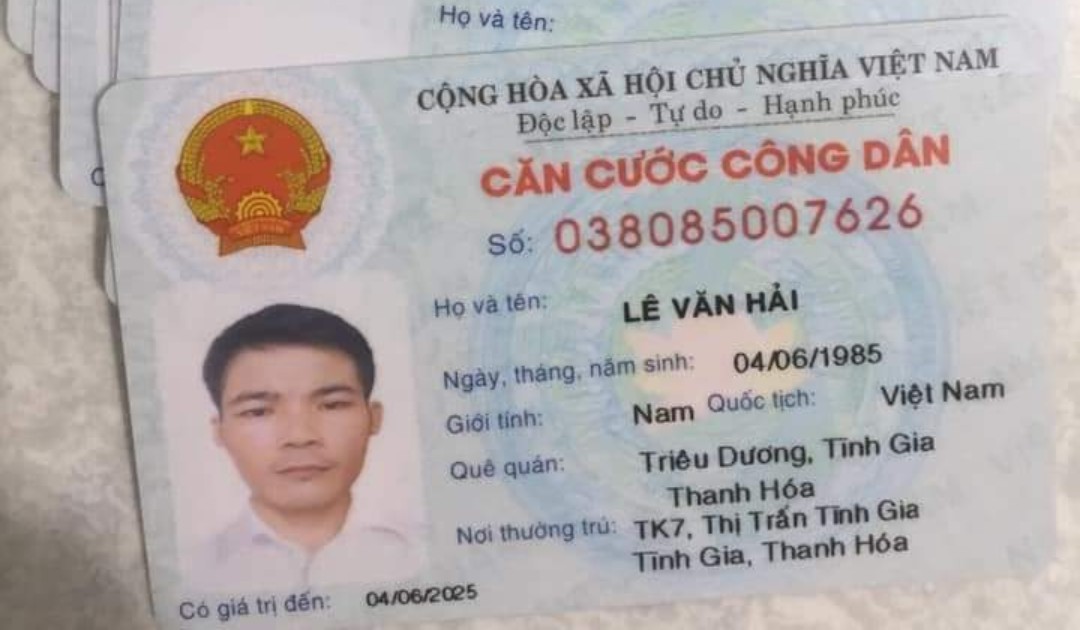 Họ và tên:
CỘNG HÒA XÃ HỘI CHỦ NGHĨA VIỆT NAM
Độc lập - Tự do - Hạnh phúc
CĂN CƯỚC CÔNG DÂN
Số: 038085007626
Họ và tên: LÊ VĂN HẢI
Ngày, tháng, năm sinh: 04/06/1985
Giới tính: Nam Quốc tịch: Việt Nam
Quê quán: Triêu Dương, Tĩnh Gia
Thanh Hóa
Nơi thường trú: TK7, Thị Trấn Tĩnh Gia
Tĩnh Gia, Thanh Hóa
Có giá trị đến: 04/06/2025